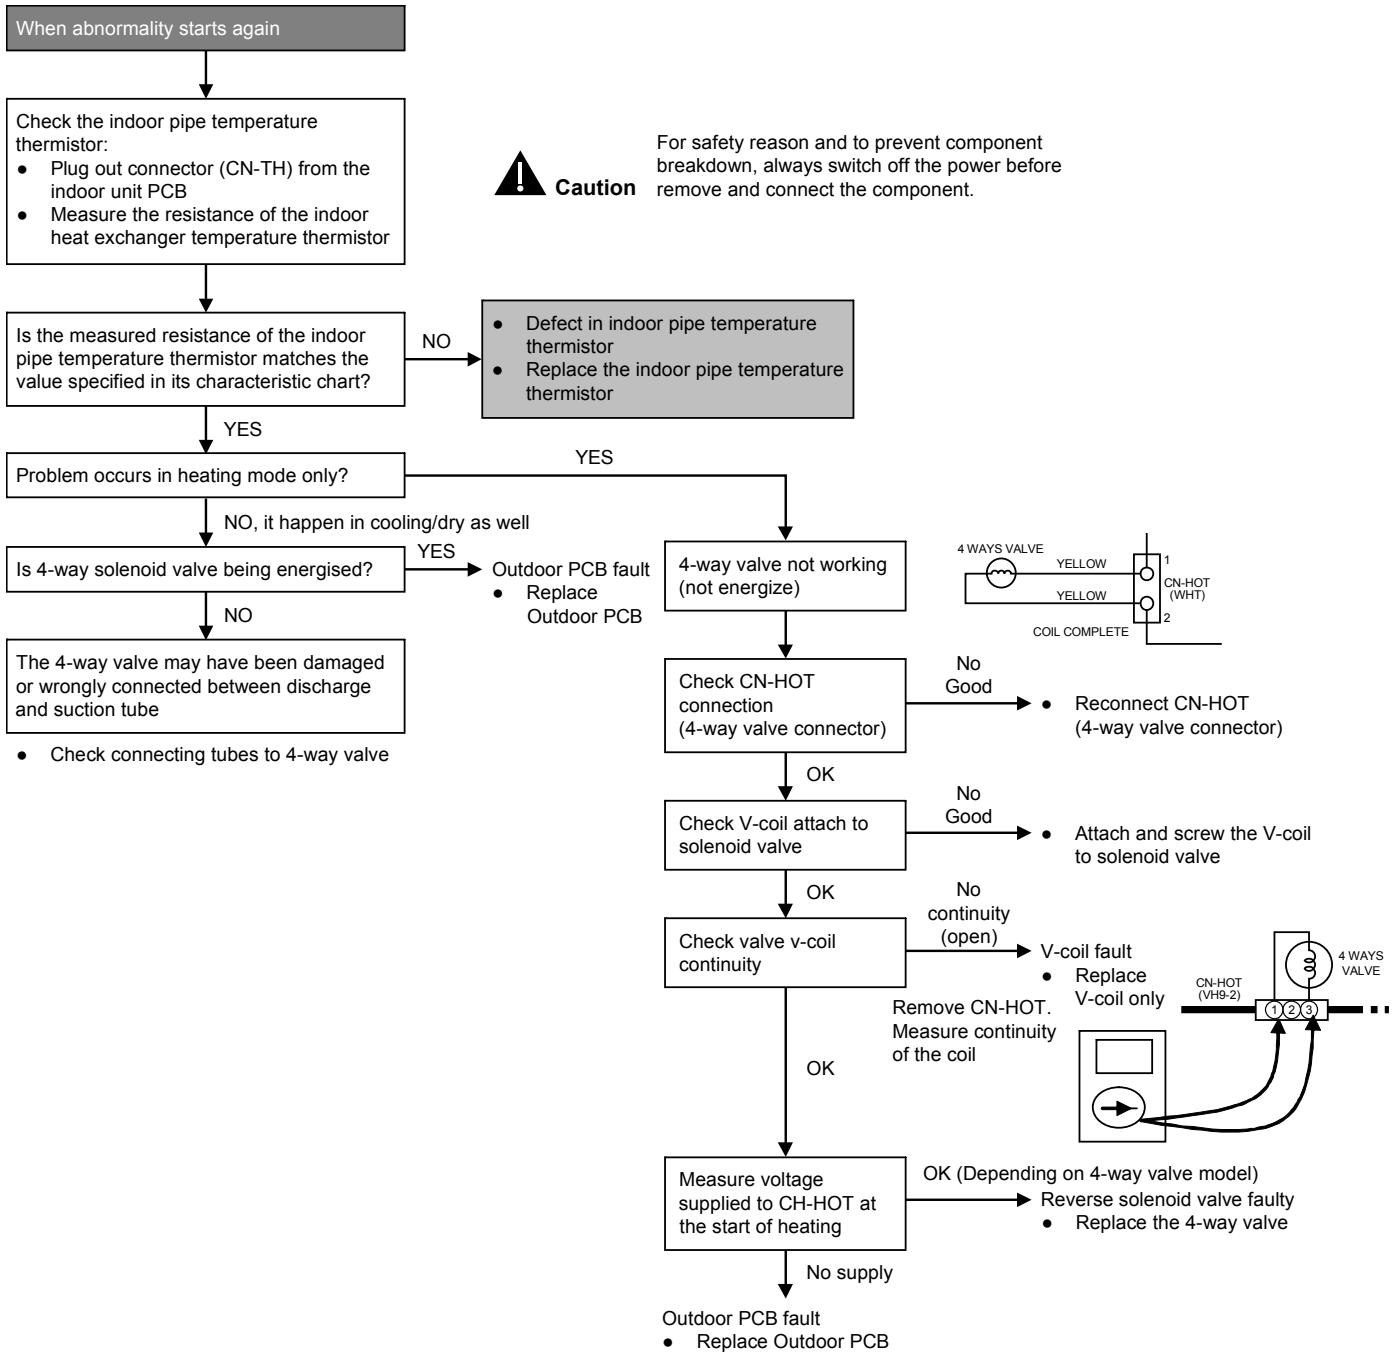 When abnormality starts again
Check the indoor pipe temperature
thermistor:
● Plug out connector (CN-TH) from the
indoor unit PCB
● Measure the resistance of the indoor
heat exchanger temperature thermistor
Caution
For safety reason and to prevent component
breakdown, always switch off the power before
remove and connect the component.
Is the measured resistance of the indoor
pipe temperature thermistor matches the
value specified in its characteristic chart?
NO
● Defect in indoor pipe temperature
thermistor
● Replace the indoor pipe temperature
thermistor
YES
Problem occurs in heating mode only?
YES
NO, it happen in cooling/dry as well
Is 4-way solenoid valve being energised?
YES
Outdoor PCB fault
● Replace
Outdoor PCB
NO
The 4-way valve may have been damaged
or wrongly connected between discharge
and suction tube
● Check connecting tubes to 4-way valve
4-way valve not working
(not energize)
4 WAYS VALVE
YELLOW
YELLOW
1
CN-HOT
(WHT)
2
COIL COMPLETE
Check CN-HOT
connection
(4-way valve connector)
No
Good
● Reconnect CN-HOT
(4-way valve connector)
OK
Check V-coil attach to
solenoid valve
No
Good
● Attach and screw the V-coil
to solenoid valve
OK
Check valve v-coil
continuity
No
continuity
(open)
V-coil fault
● Replace
V-coil only
Remove CN-HOT.
Measure continuity
of the coil
CN-HOT
(VH9-2)
1 2 3
4 WAYS
VALVE
OK
Measure voltage
supplied to CH-HOT at
the start of heating
OK (Depending on 4-way valve model)
Reverse solenoid valve faulty
● Replace the 4-way valve
No supply
Outdoor PCB fault
● Replace Outdoor PCB